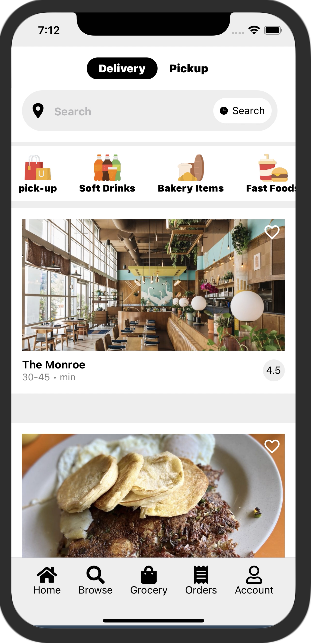 7:12
Delivery Pickup
Search Search
pick-up Soft Drinks Bakery Items Fast Foods
The Monroe
30-45 • min
4.5
Home Browse Grocery Orders Account